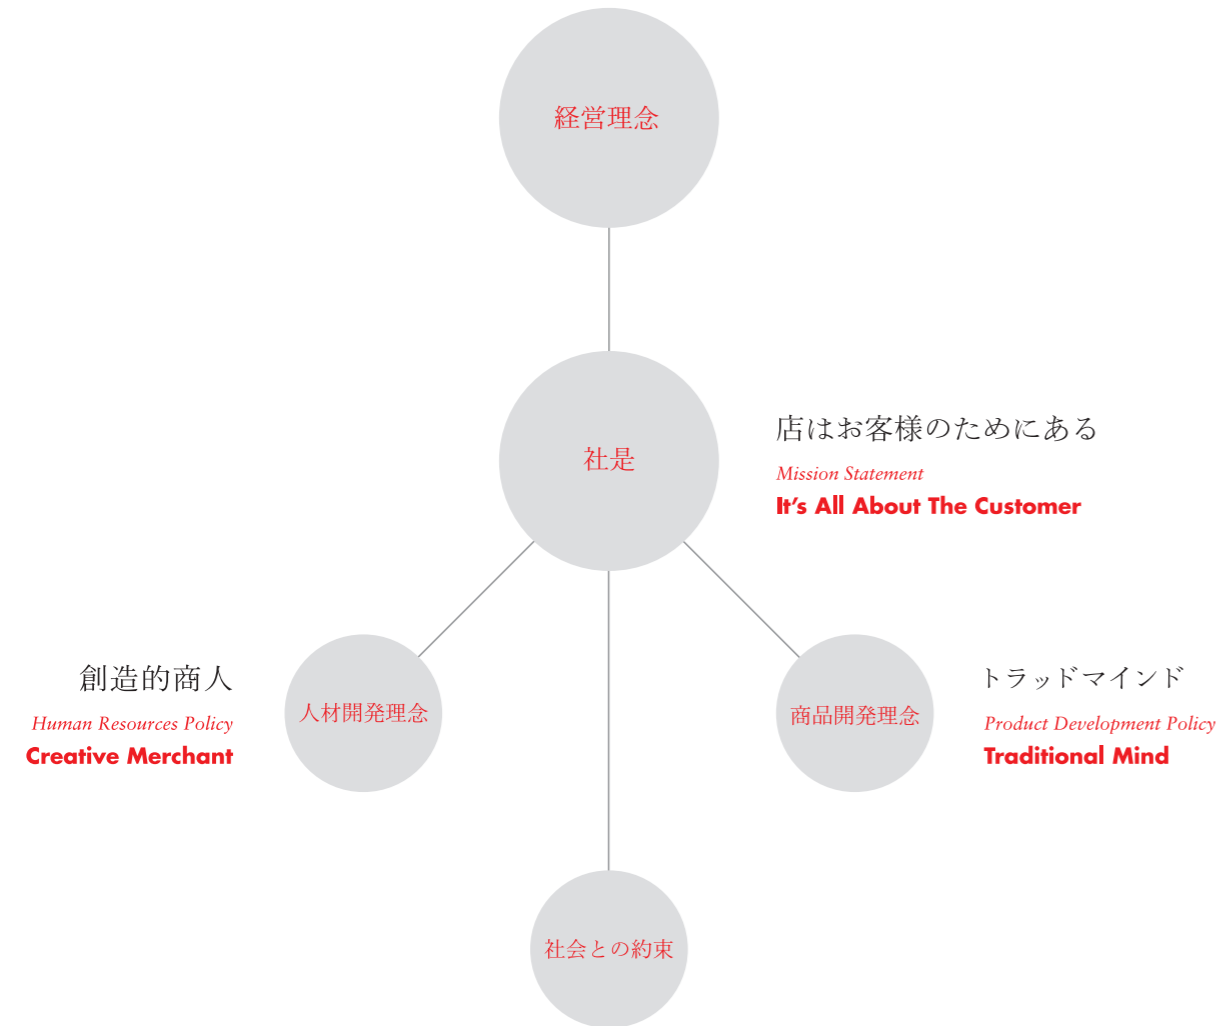 経営理念
社是
店はお客様のためにある
Mission Statement
It's All About The Customer
創造的商人
Human Resources Policy
Creative Merchant
人材開発理念
商品開発理念
トラッドマインド
Product Development Policy
Traditional Mind
社会との約束